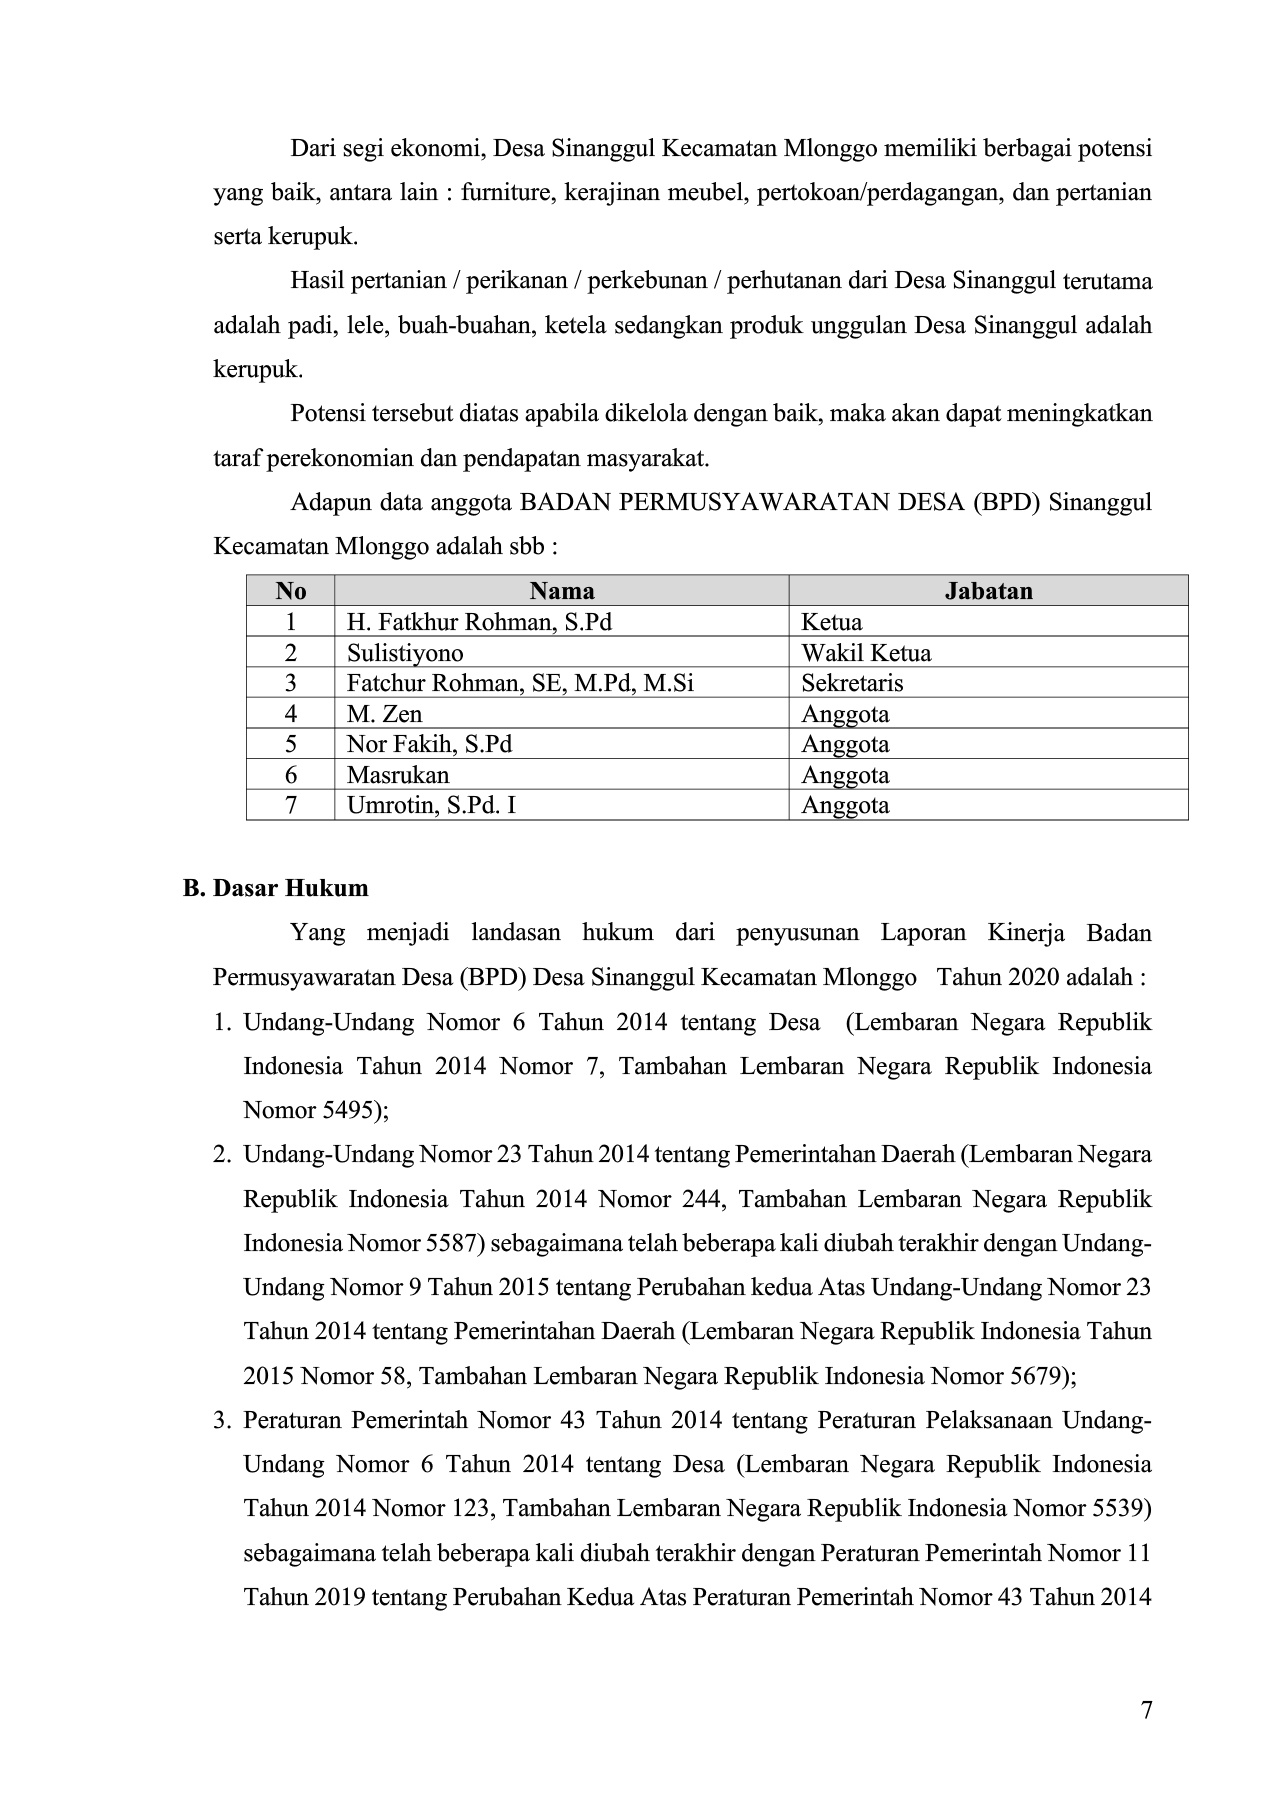 Dari segi ekonomi, Desa Sinanggul Kecamatan Mlonggo memiliki berbagai potensi
yang baik, antara lain : furniture, kerajinan meubel, pertokoan/perdagangan, dan pertanian
serta kerupuk.
Hasil pertanian / perikanan / perkebunan / perhutanan dari Desa Sinanggul terutama
adalah padi, lele, buah-buahan, ketela sedangkan produk unggulan Desa Sinanggul adalah
kerupuk.
Potensi tersebut diatas apabila dikelola dengan baik, maka akan dapat meningkatkan
taraf perekonomian dan pendapatan masyarakat.
Adapun data anggota BADAN PERMUSYAWARATAN DESA (BPD) Sinanggul
Kecamatan Mlonggo adalah sbb :
No Nama Jabatan
1 H. Fatkhur Rohman, S.Pd Ketua
2 Sulistiyono Wakil Ketua
3 Fatchur Rohman, SE, M.Pd, M.Si Sekretaris
4 M. Zen Anggota
5 Nor Fakih, S.Pd Anggota
6 Masrukan Anggota
7 Umrotin, S.Pd. I Anggota
B. Dasar Hukum
Yang menjadi landasan hukum dari penyusunan Laporan Kinerja Badan
Permusyawaratan Desa (BPD) Desa Sinanggul Kecamatan Mlonggo Tahun 2020 adalah :
1. Undang-Undang Nomor 6 Tahun 2014 tentang Desa (Lembaran Negara Republik
Indonesia Tahun 2014 Nomor 7, Tambahan Lembaran Negara Republik Indonesia
Nomor 5495);
2. Undang-Undang Nomor 23 Tahun 2014 tentang Pemerintahan Daerah (Lembaran Negara
Republik Indonesia Tahun 2014 Nomor 244, Tambahan Lembaran Negara Republik
Indonesia Nomor 5587) sebagaimana telah beberapa kali diubah terakhir dengan Undang-
Undang Nomor 9 Tahun 2015 tentang Perubahan kedua Atas Undang-Undang Nomor 23
Tahun 2014 tentang Pemerintahan Daerah (Lembaran Negara Republik Indonesia Tahun
2015 Nomor 58, Tambahan Lembaran Negara Republik Indonesia Nomor 5679);
3. Peraturan Pemerintah Nomor 43 Tahun 2014 tentang Peraturan Pelaksanaan Undang-
Undang Nomor 6 Tahun 2014 tentang Desa (Lembaran Negara Republik Indonesia
Tahun 2014 Nomor 123, Tambahan Lembaran Negara Republik Indonesia Nomor 5539)
sebagaimana telah beberapa kali diubah terakhir dengan Peraturan Pemerintah Nomor 11
Tahun 2019 tentang Perubahan Kedua Atas Peraturan Pemerintah Nomor 43 Tahun 2014
7